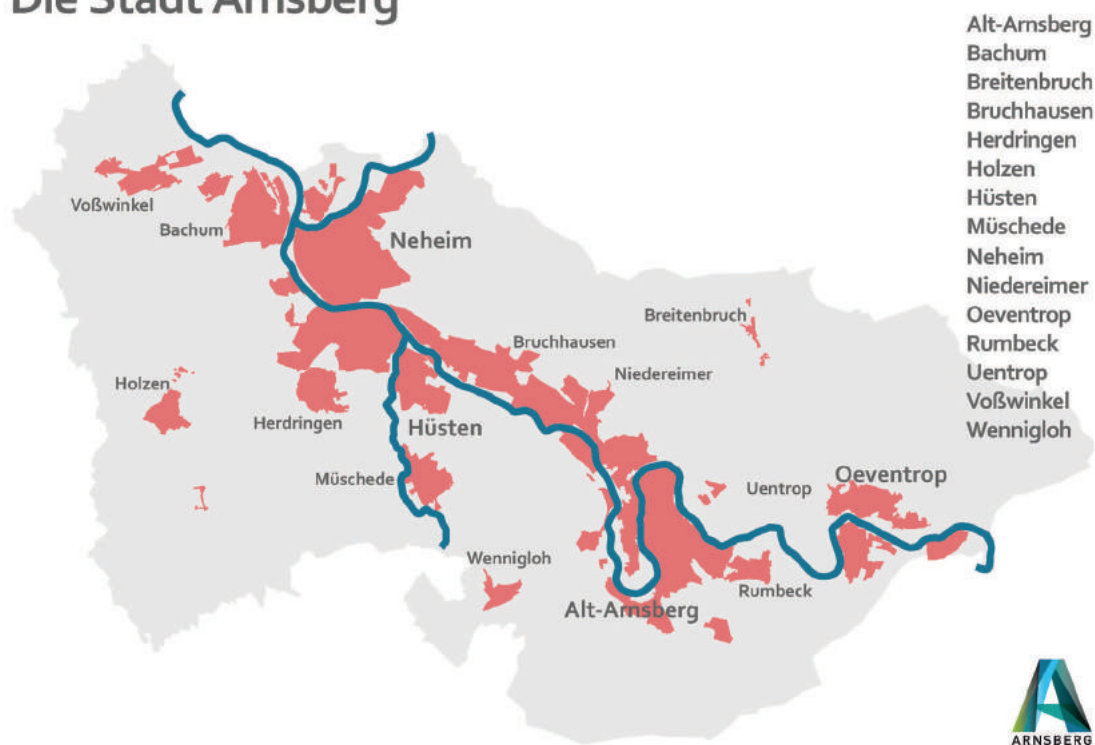 Die Stadt Arnsberg
Alt-Arnsberg
Bachum
Breitenbruch
Bruchhausen
Herdringen
Holzen
Hüsten
Müschede
Neheim
Niedereimer
Oeventrop
Rumbeck
Uentrop
Voßwinkel
Wennigloh
Voßwinkel
Bachum
Neheim
Breitenbruch
Bruchhausen
Niedereimer
Holzen
Herdringen
Hüsten
Müschede
Oeventrop
Uentrop
Wennigloh
Rumbeck
Alt-Arnsberg
ARNSBERG